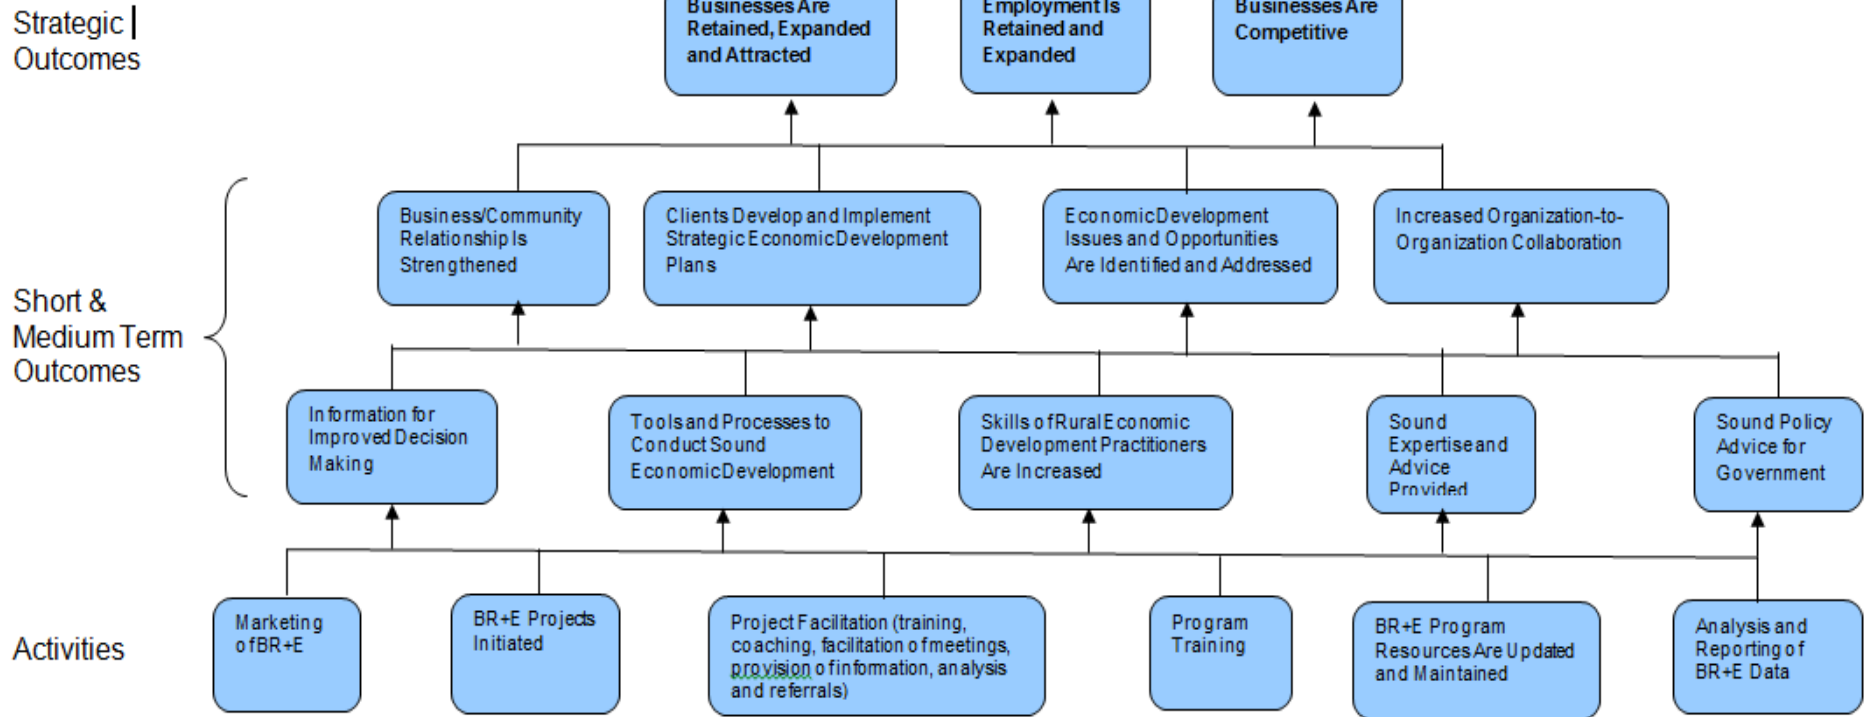 Strategic
Outcomes
Businesses Are
Retained, Expanded
and Attracted
Employment Is
Retained and
Expanded
Businesses Are
Competitive
Short &
Medium Term
Outcomes
Business/Community
Relationship Is
Strengthened
Clients Develop and Implement
Strategic Economic Development
Plans
Economic Development
Issues and Opportunities
Are Identified and Addressed
Increased Organization-to-
Organization Collaboration
Information for
Improved Decision
Making
Tools and Processes to
Conduct Sound
Economic Development
Skills of Rural Economic
Development Practitioners
Are Increased
Sound
Expertise and
Advice
Provided
Sound Policy
Advice for
Government
Activities
Marketing
of BR+E
BR+E Projects
Initiated
Project Facilitation (training,
coaching, facilitation of meetings,
provision of information, analysis
and referrals)
Program
Training
BR+E Program
Resources Are Updated
and Maintained
Analysis and
Reporting of
BR+E Data